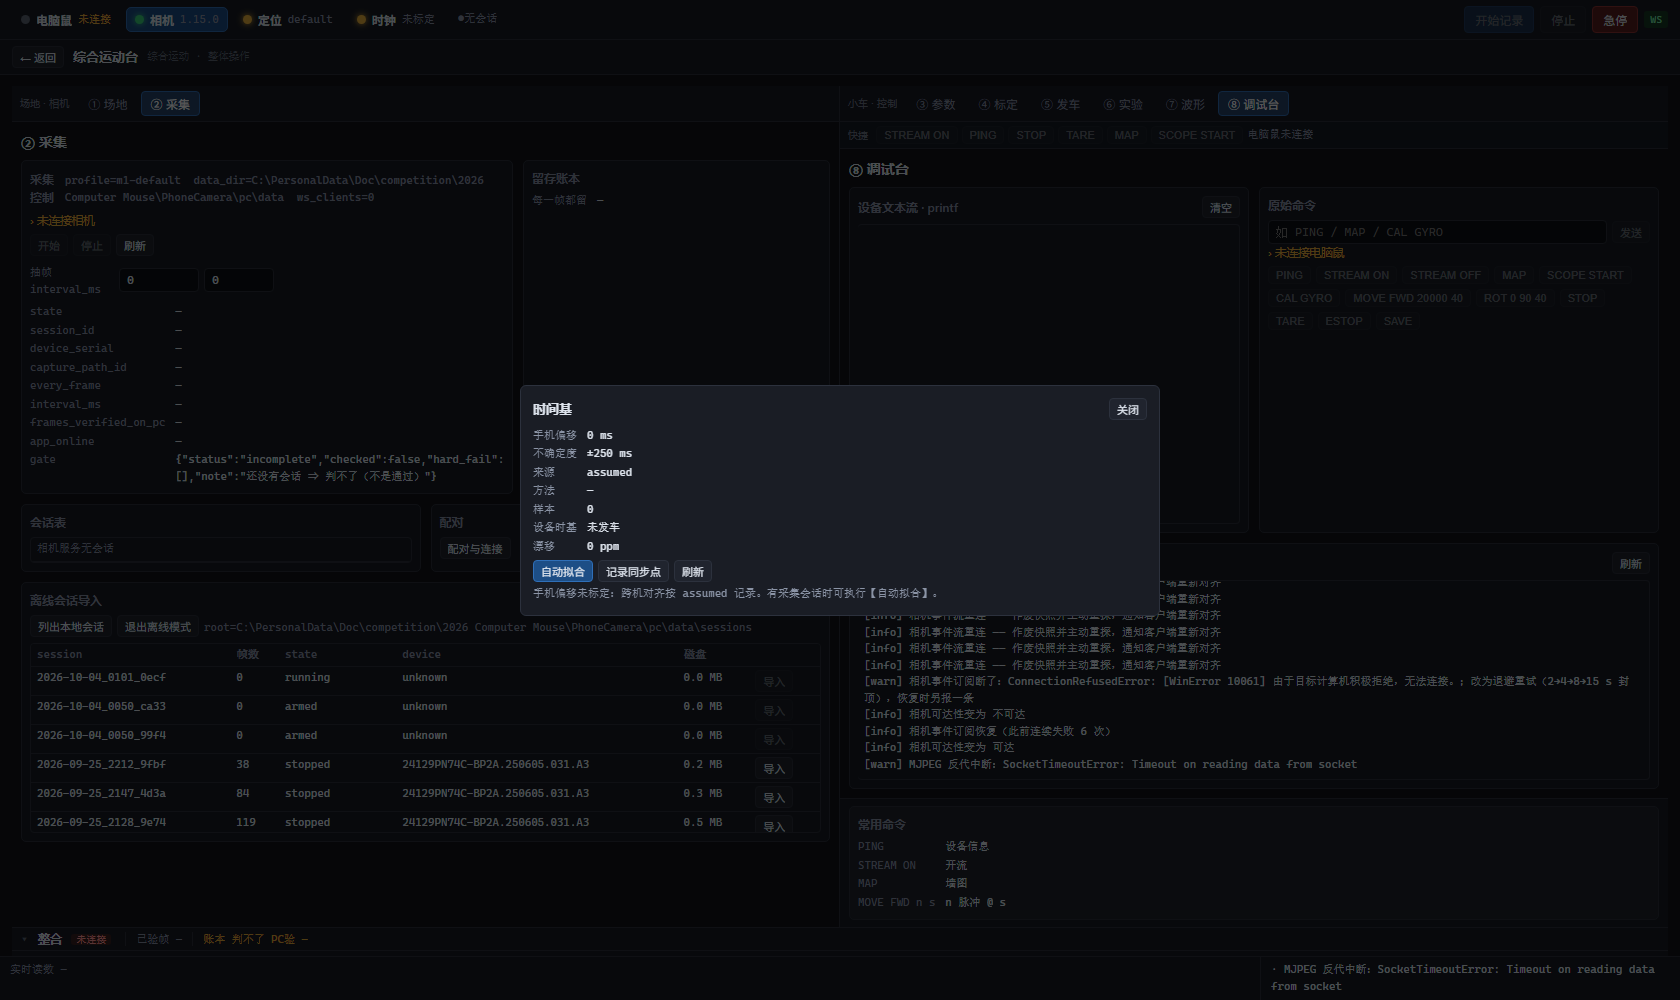 电脑鼠 未连接 相机 1.15.0 定位 default 时钟 未标定 无会话 开始记录 停止 急停 WS
←返回 综合运动台 综合运动 · 整体操作
场地·相机 ① 场地 ② 采集
② 采集
采集 profile=ml-default data_dir=C:\PersonalData\Doc\competition\2026
控制 Computer Mouse\PhoneCamera\pc\data ws_clients=0
› 未连接相机
开始 停止 刷新
抽帧
interval_ms 0 0
state —
session_id —
device_serial —
capture_path_id —
every_frame —
interval_ms —
frames_verified_on_pc —
app_online —
gate {"status":"incomplete","checked":false,"hard_fail":
[],"note":"还没有会话 ⇒ 判不了（不是通过）"}
留存账本
每一帧都留 —
会话表
相机服务无会话
配对
配对与连接
离线会话导入
列出本地会话 退出离线模式 root=C:\PersonalData\Doc\competition\2026 Computer Mouse\PhoneCamera\pc\data\sessions
session 帧数 state device 磁盘
2026-10-04_0101_0ecf 0 running unknown 0.0 MB 导入
2026-10-04_0050_ca33 0 armed unknown 0.0 MB 导入
2026-10-04_0050_99f4 0 armed unknown 0.0 MB 导入
2026-09-25_2212_9fbf 38 stopped 24129PN74C-BP2A.250605.031.A3 0.2 MB 导入
2026-09-25_2147_4d3a 84 stopped 24129PN74C-BP2A.250605.031.A3 0.3 MB 导入
2026-09-25_2128_9e74 119 stopped 24129PN74C-BP2A.250605.031.A3 0.5 MB 导入
小车·控制 ③ 参数 ④ 标定 ⑤ 发车 ⑥ 实验 ⑦ 波形 ⑧ 调试台
快捷 STREAM ON PING STOP TARE MAP SCOPE START 电脑鼠未连接
⑧ 调试台
设备文本流 · printf 清空
原始命令
如 PING / MAP / CAL GYRO 发送
› 未连接电脑鼠
PING STREAM ON STREAM OFF MAP SCOPE START
CAL GYRO MOVE FWD 20000 40 ROT 0 90 40 STOP
TARE ESTOP SAVE
时间基 关闭
手机偏移 0 ms
不确定度 ±250 ms
来源 assumed
方法 —
样本 0
设备时基 未发车
漂移 0 ppm
自动拟合 记录同步点 刷新
手机偏移未标定：跨机对齐按 assumed 记录。有采集会话时可执行【自动拟合】。
刷新
端重新对齐
户端重新对齐
户端重新对齐
[info] 相机事件流重连 —— 作废快照并主动重探，通知客户端重新对齐
[info] 相机事件流重连 —— 作废快照并主动重探，通知客户端重新对齐
[info] 相机事件流重连 —— 作废快照并主动重探，通知客户端重新对齐
[warn] 相机事件订阅断了：ConnectionRefusedError: [WinError 10061] 由于目标计算机积极拒绝，无法连接。；改为退避重试（2→4→8→15 s 封
顶），恢复时另报一条
[info] 相机可达性变为 不可达
[info] 相机事件订阅恢复（此前连续失败 6 次）
[info] 相机可达性变为 可达
[warn] MJPEG 反代中断：SocketTimeoutError: Timeout on reading data from socket
常用命令
PING 设备信息
STREAM ON 开流
MAP 墙图
MOVE FWD n s n 脉冲 @ s
整合 未连接 已验帧 — 账本 判不了 PC验 —
实时读数 —
· MJPEG 反代中断：SocketTimeoutError: Timeout on reading data
from socket